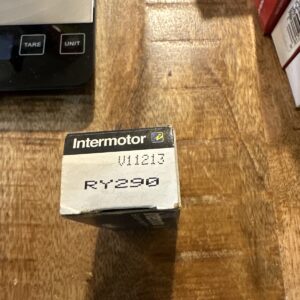 TARE UNIT
Intermotor
V11213
RY290